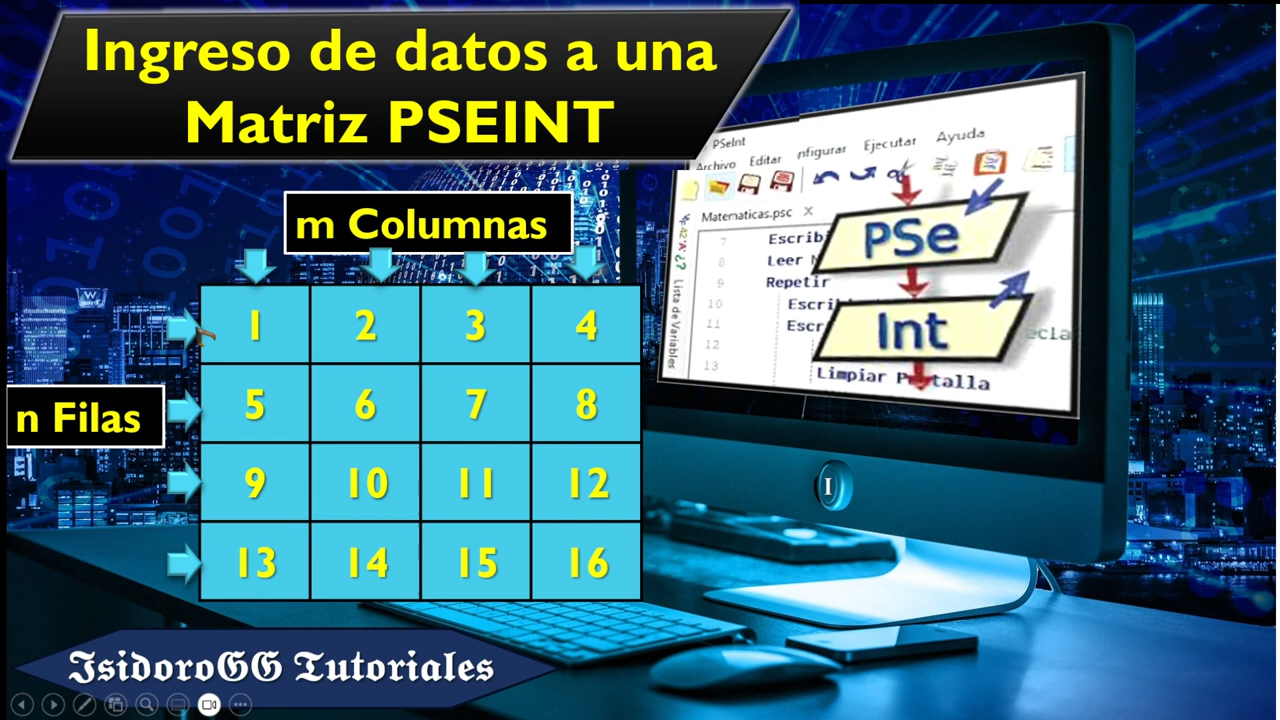 Ingreso de datos a una
Matriz PSEINT
m Columnas
n Filas
1 2 3 4
5 6 7 8
9 10 11 12
13 14 15 16
IsidoroGG Tutoriales
PSeInt
Archivo Editar nfigurar Ejecutar Ayuda
Matematicas.psc X
Lista de Variables
7 Escrib
8 Leer
9 Repetir
10 Escri
11 Escr
12
13 Limpiar P talla
PSe
Int
I
W